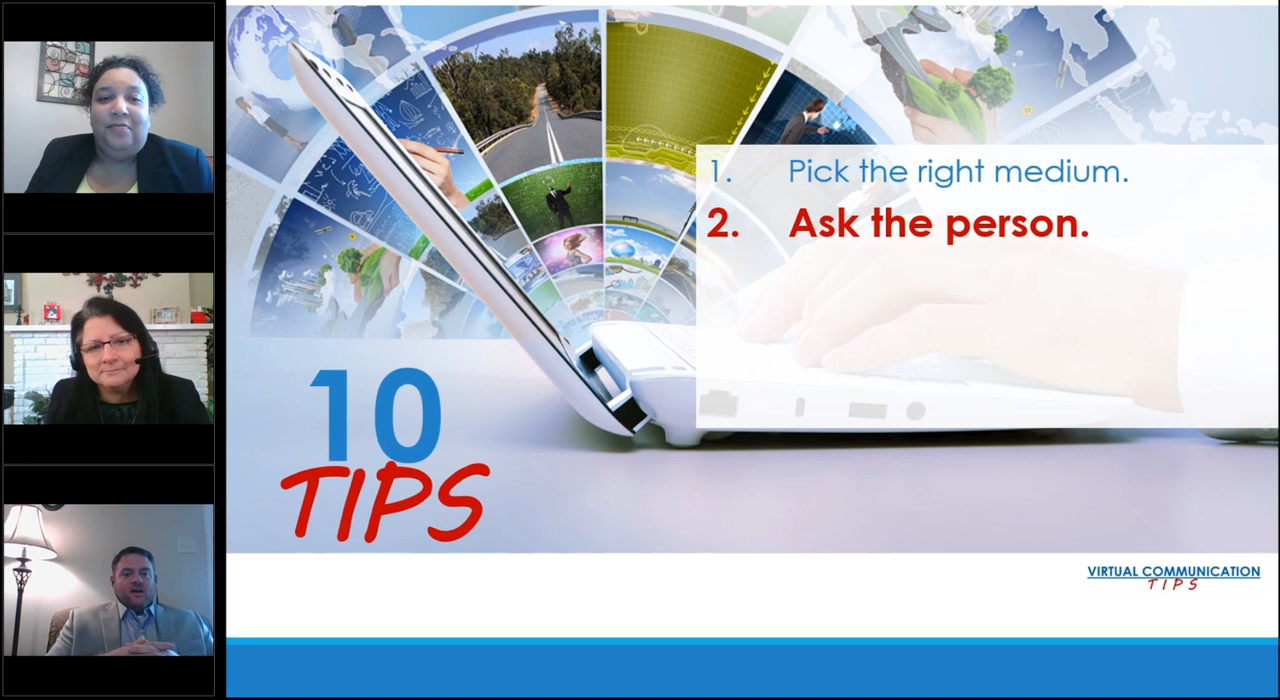 1. Pick the right medium.
2. Ask the person.
10
TIPS
VIRTUAL COMMUNICATION
TIPS